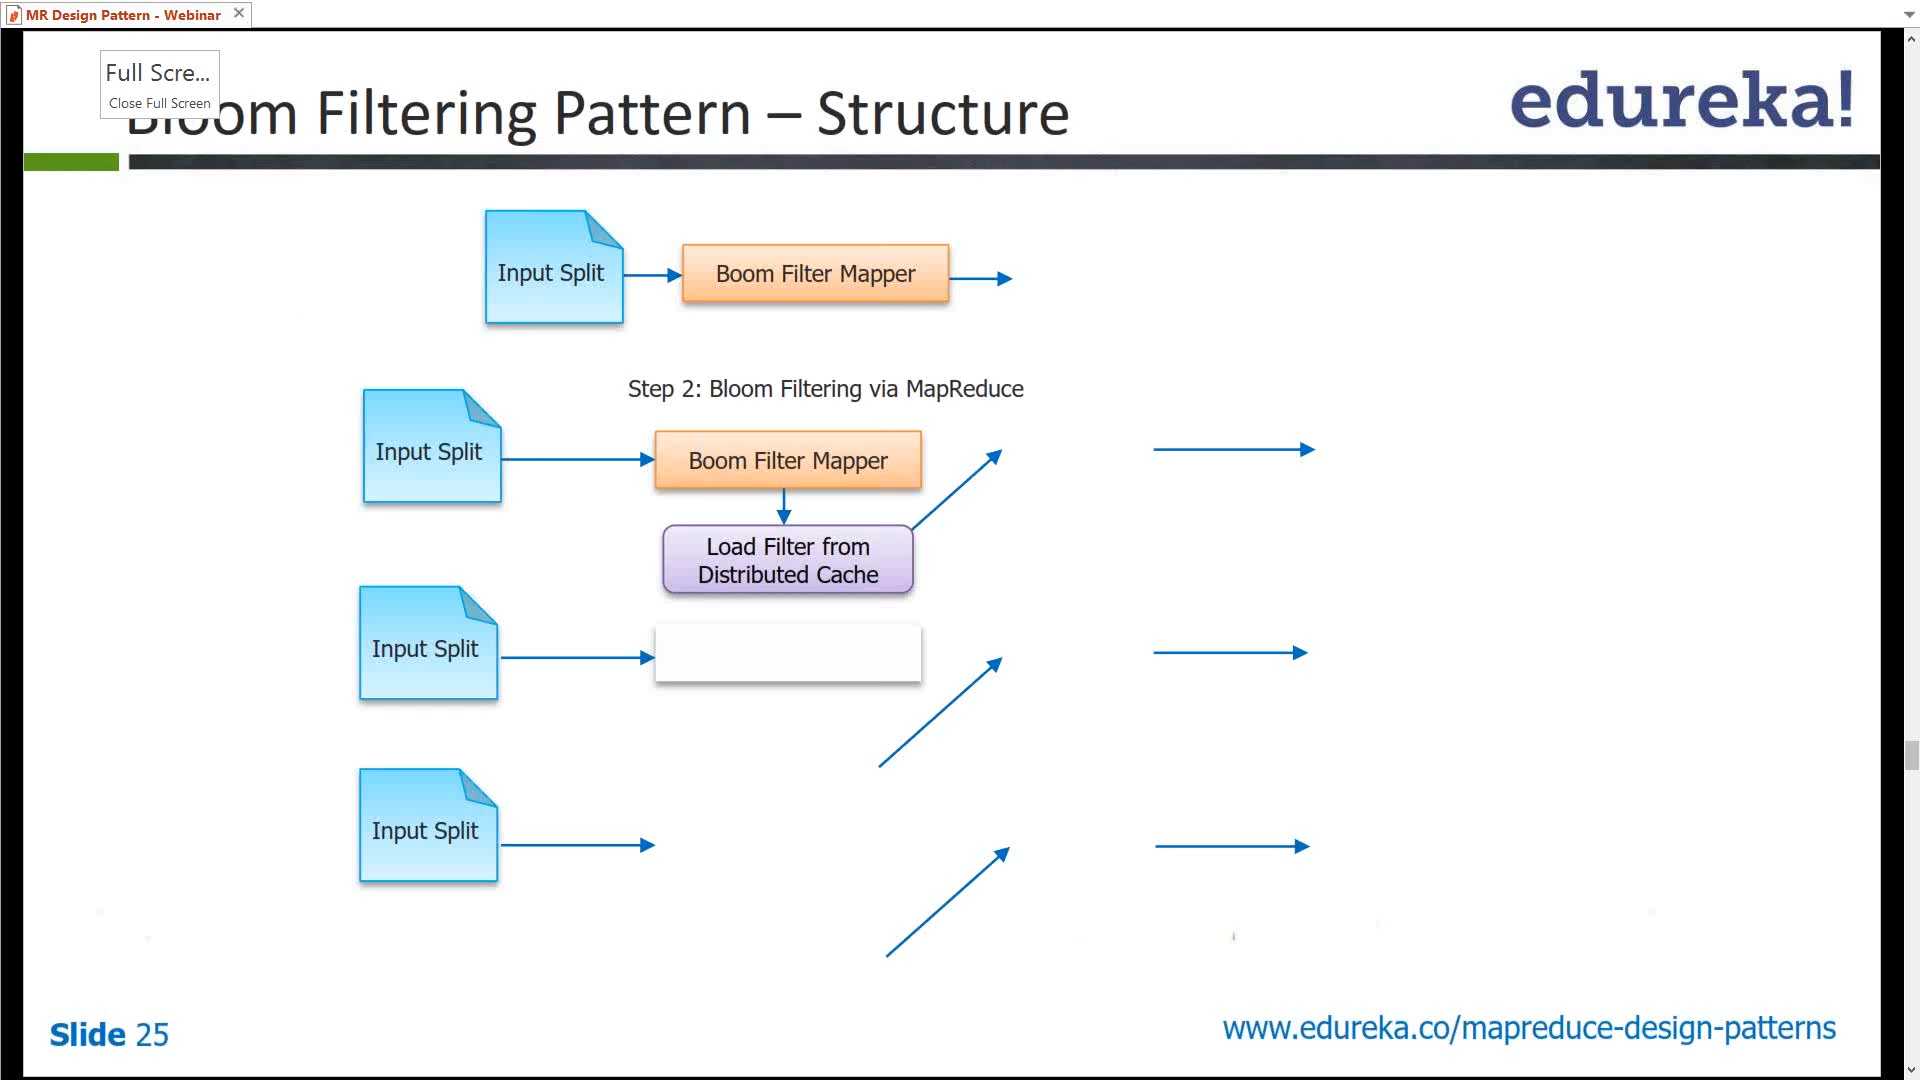 MR Design Pattern - Webinar
Full Scre...
Close Full Screen
Bloom Filtering Pattern – Structure
edureka!
Input Split
Boom Filter Mapper
Step 2: Bloom Filtering via MapReduce
Input Split
Boom Filter Mapper
Load Filter from
Distributed Cache
Input Split
Input Split
Slide 25
www.edureka.co/mapreduce-design-patterns